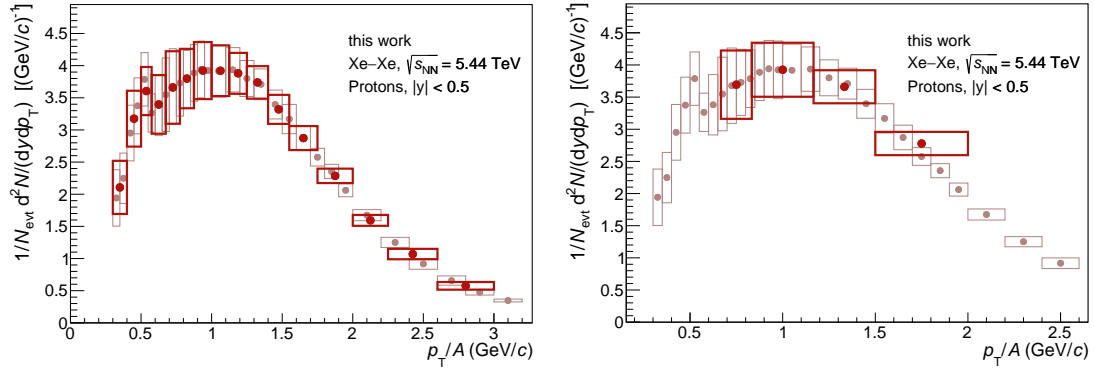 this work
Xe–Xe, √s_NN = 5.44 TeV
Protons, |y| < 0.5
1/N_evt d²N/(dydp_T) [(GeV/c)⁻¹]
4.5
4
3.5
3
2.5
2
1.5
1
0.5
0
0 0.5 1 1.5 2 2.5 3
p_T/A (GeV/c)
this work
Xe–Xe, √s_NN = 5.44 TeV
Protons, |y| < 0.5
1/N_evt d²N/(dydp_T) [(GeV/c)⁻¹]
4.5
4
3.5
3
2.5
2
1.5
1
0.5
0
0.5 1 1.5 2 2.5
p_T/A (GeV/c)